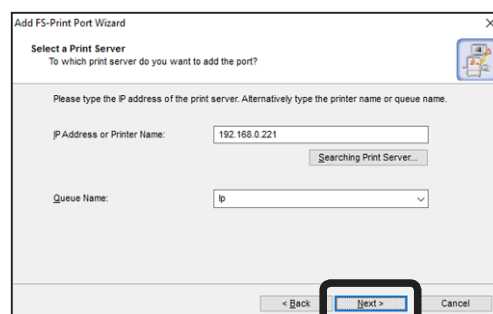 Add FS-Print Port Wizard
Select a Print Server
To which print server do you want to add the port?
Please type the IP address of the print server. Alternatively type the printer name or queue name.
IP Address or Printer Name: 192.168.0.221
Searching Print Server...
Queue Name: lp
< Back Next > Cancel